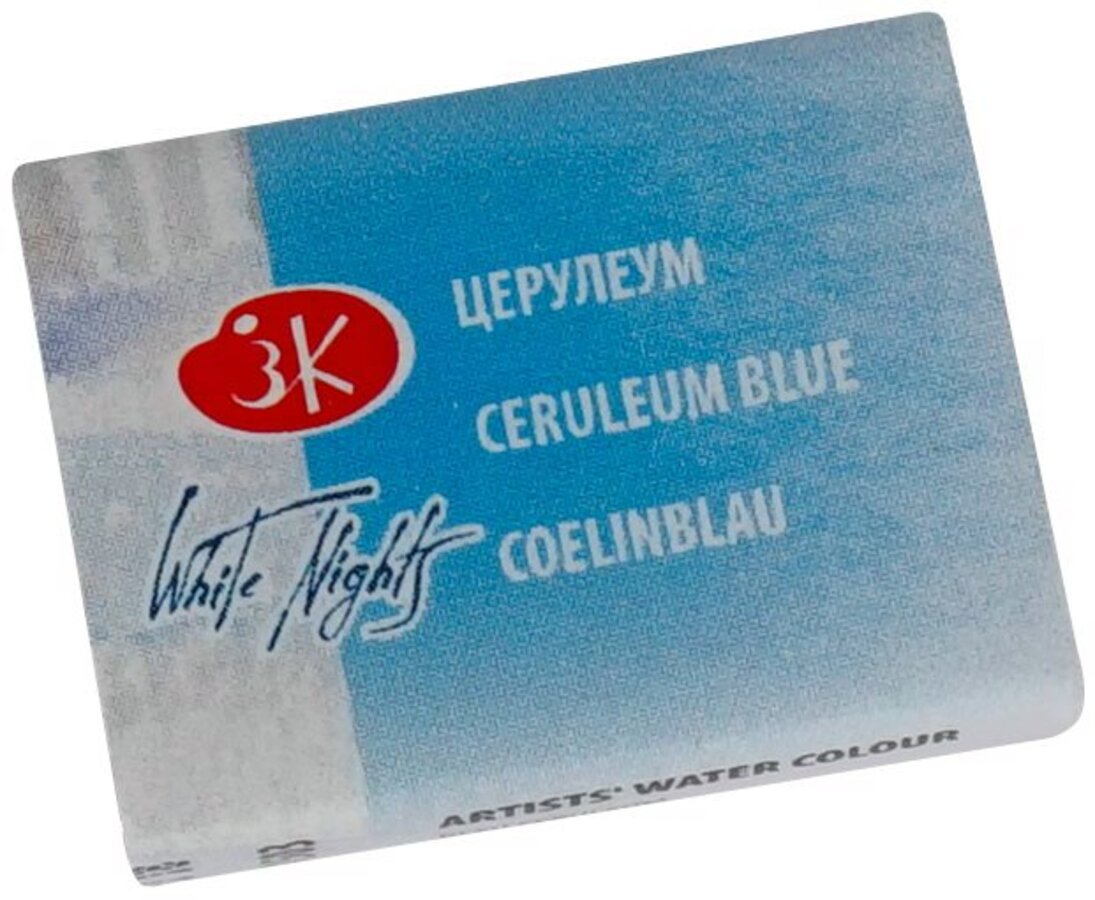 ЦЕРУЛЕУМ
ЗК
CERULEUM BLUE
White Nights
COELINBLAU
ARTISTS' WATER COLOUR